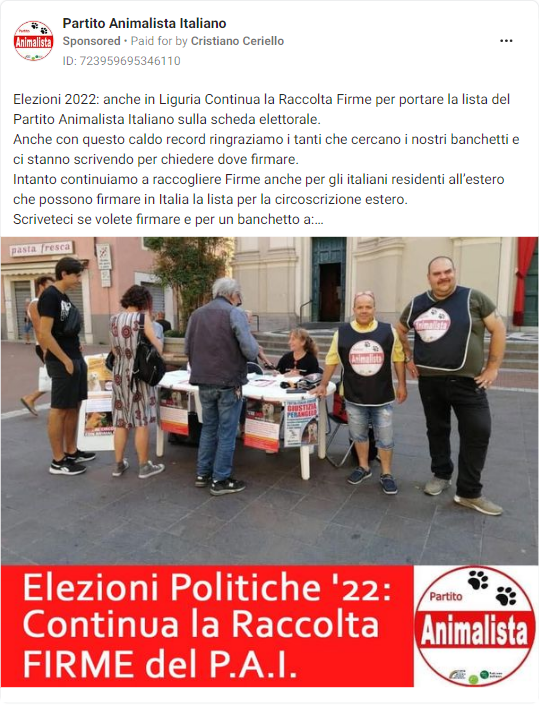 Partito Animalista Italiano
Sponsored • Paid for by Cristiano Ceriello
ID: 723959695346110
Elezioni 2022: anche in Liguria Continua la Raccolta Firme per portare la lista del
Partito Animalista Italiano sulla scheda elettorale.
Anche con questo caldo record ringraziamo i tanti che cercano i nostri banchetti e
ci stanno scrivendo per chiedere dove firmare.
Intanto continuiamo a raccogliere Firme anche per gli italiani residenti all’estero
che possono firmare in Italia la lista per la circoscrizione estero.
Scriveteci se volete firmare e per un banchetto a:...
pasta fresca
Animalista
Animalista
GIUSTIZIA
PER ANGELO
Elezioni Politiche '22:
Continua la Raccolta
FIRME del P.A.I.
Partito
Animalista